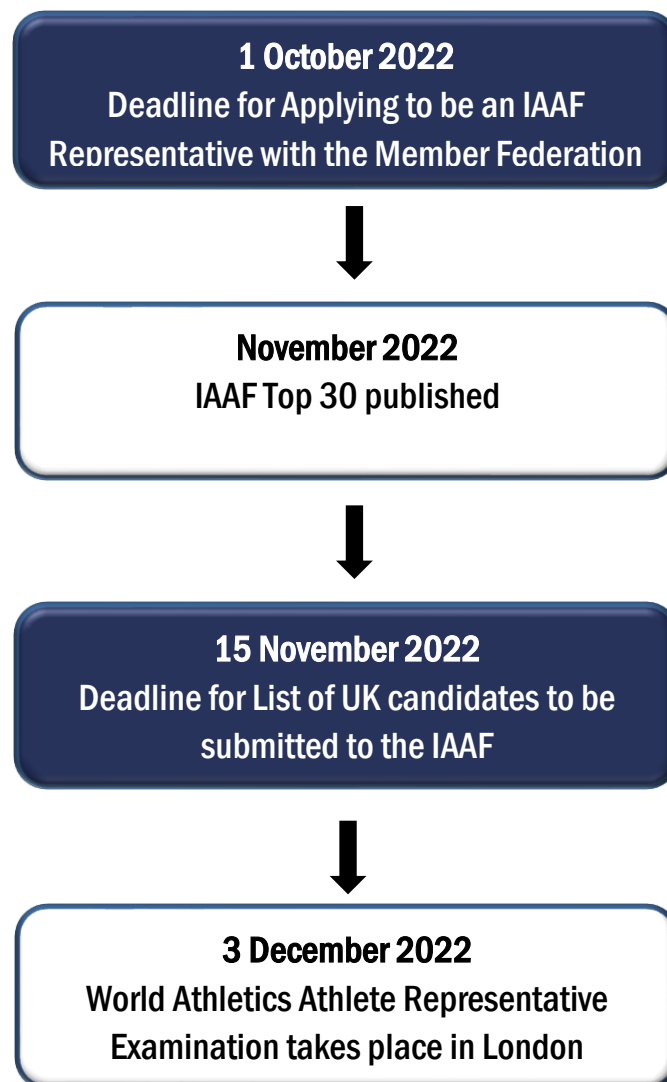 1 October 2022
Deadline for Applying to be an IAAF
Representative with the Member Federation
November 2022
IAAF Top 30 published
15 November 2022
Deadline for List of UK candidates to be
submitted to the IAAF
3 December 2022
World Athletics Athlete Representative
Examination takes place in London